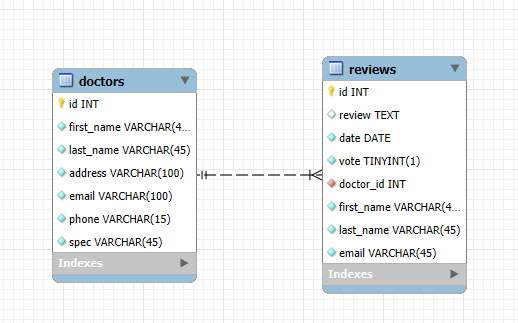 doctors
id INT
first_name VARCHAR(4...
last_name VARCHAR(45)
address VARCHAR(100)
email VARCHAR(100)
phone VARCHAR(15)
spec VARCHAR(45)
Indexes
reviews
id INT
review TEXT
date DATE
vote TINYINT(1)
doctor_id INT
first_name VARCHAR(4...
last_name VARCHAR(45)
email VARCHAR(45)
Indexes